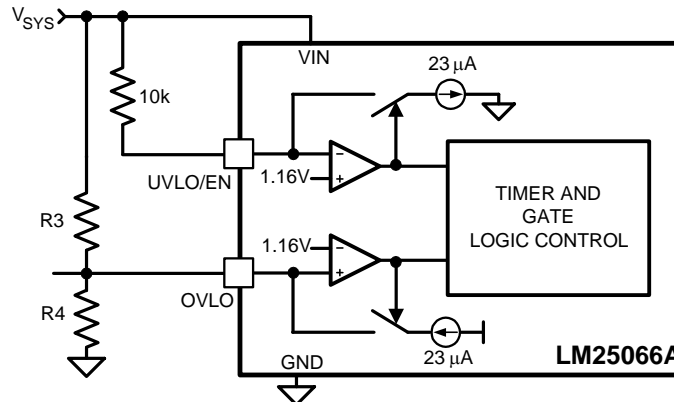 VSYS
VIN
23 μA
10k
UVLO/EN
1.16V
TIMER AND
GATE
LOGIC CONTROL
R3
1.16V
OVLO
R4
23 μA
GND
LM25066A